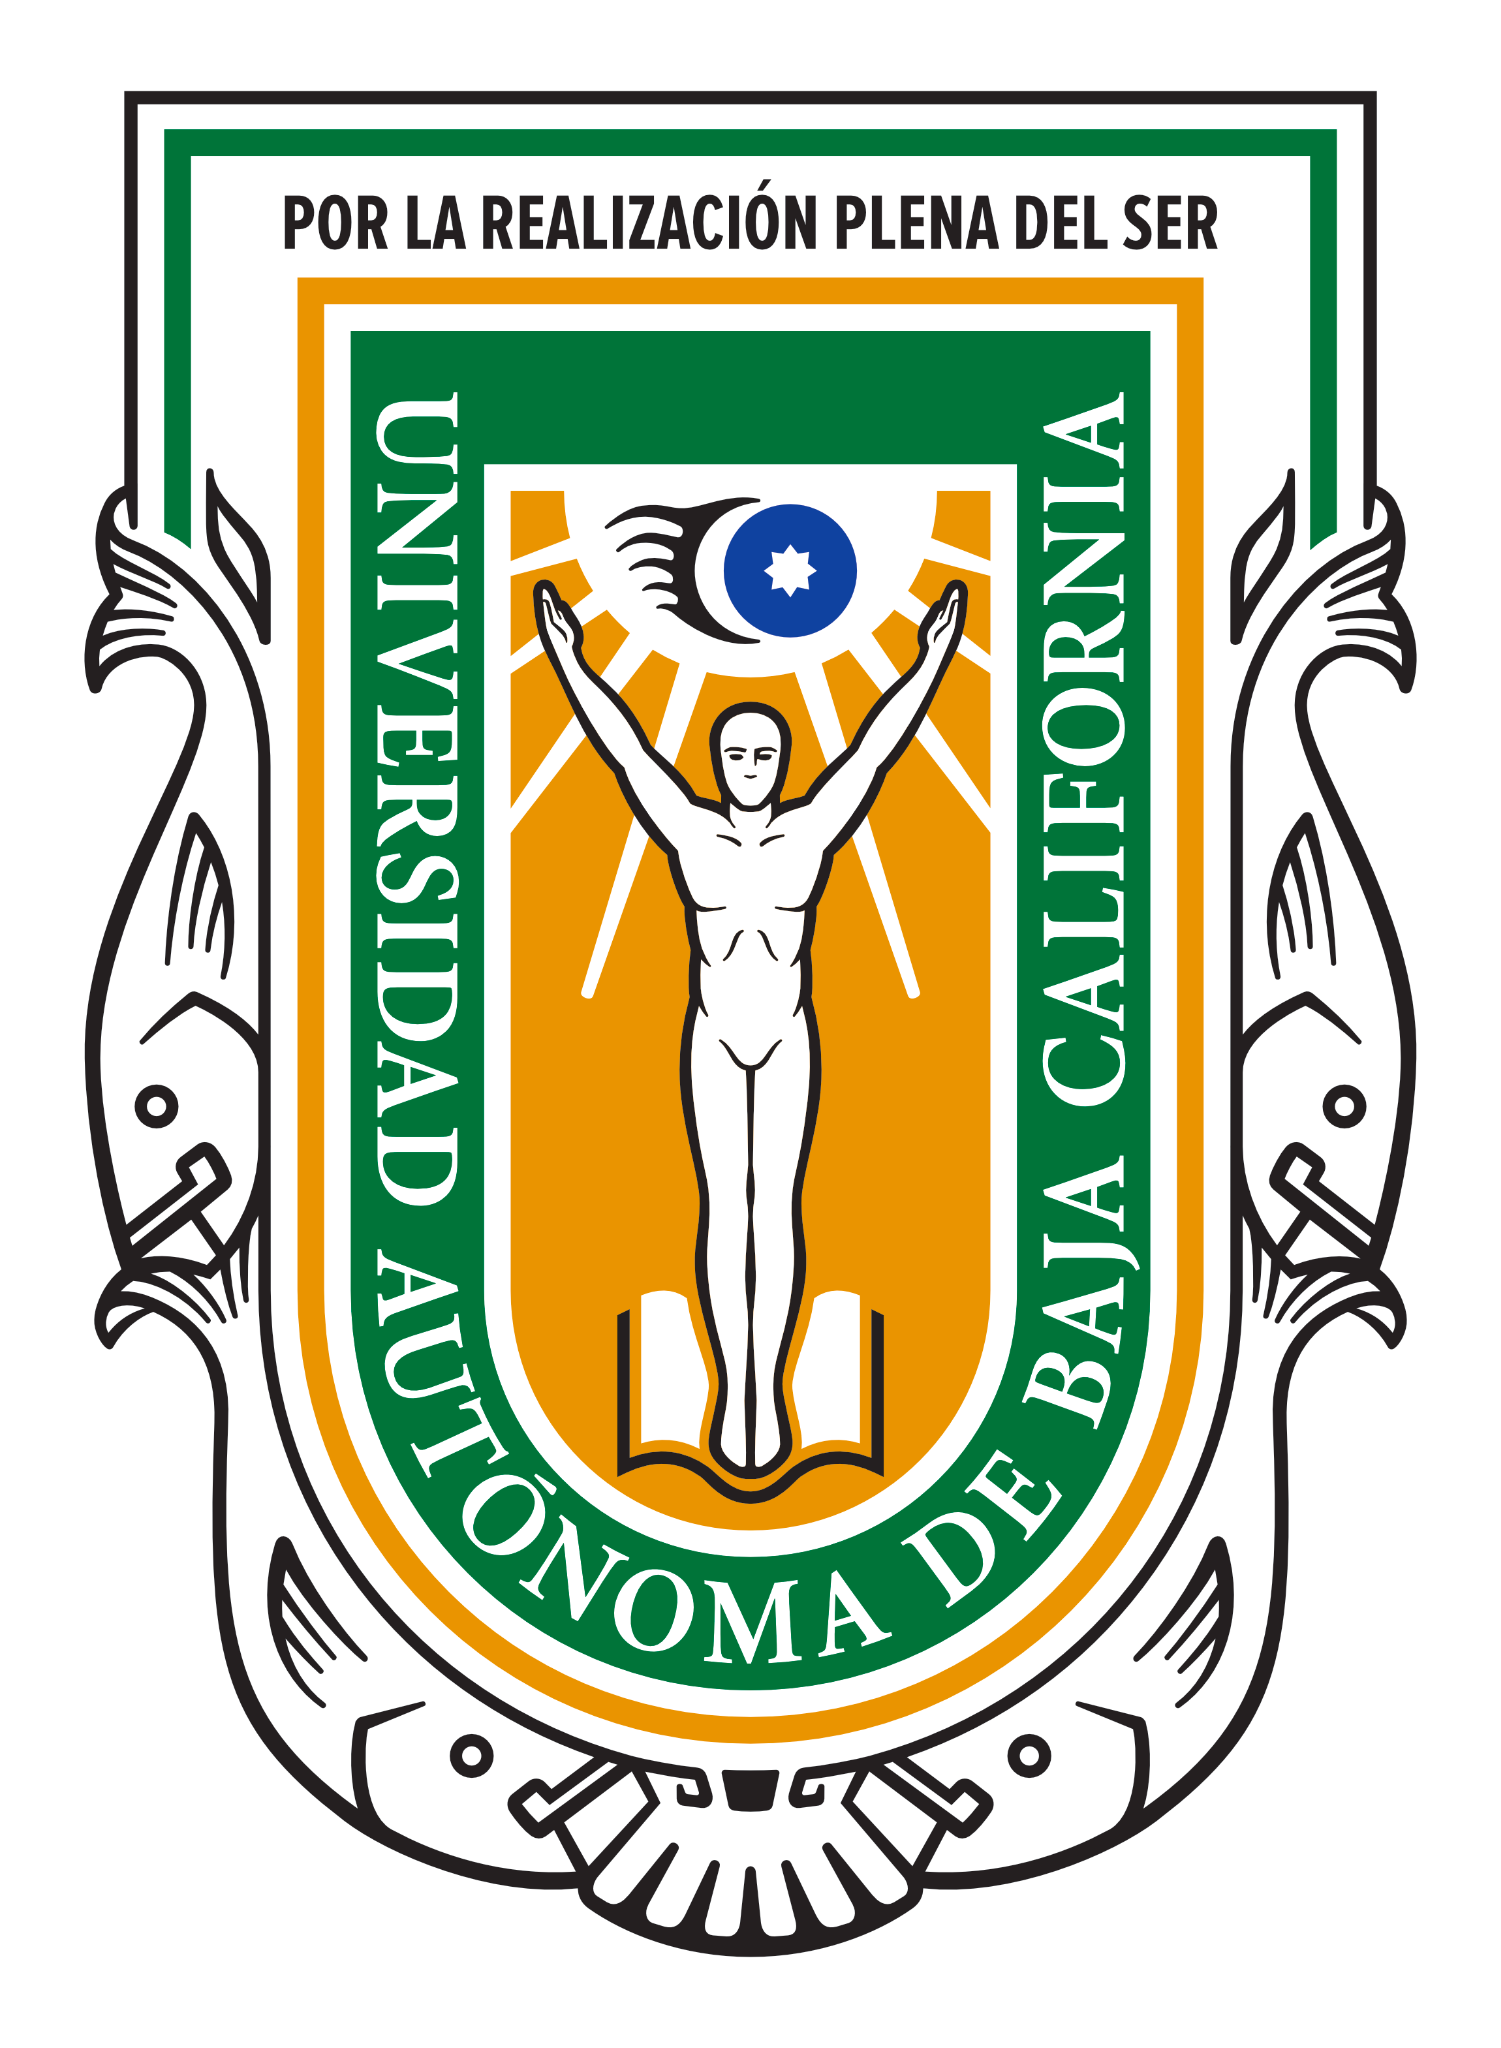 POR LA REALIZACIÓN PLENA DEL SER
UNIVERSIDAD AUTÓNOMA DE BAJA CALIFORNIA